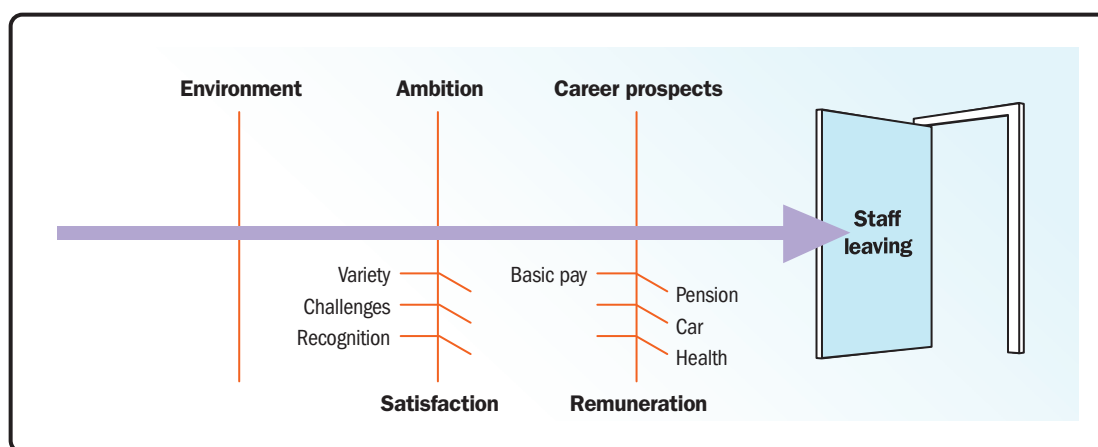 Environment
Ambition
Career prospects
Staff
leaving
Variety
Challenges
Recognition
Basic pay
Pension
Car
Health
Satisfaction
Remuneration